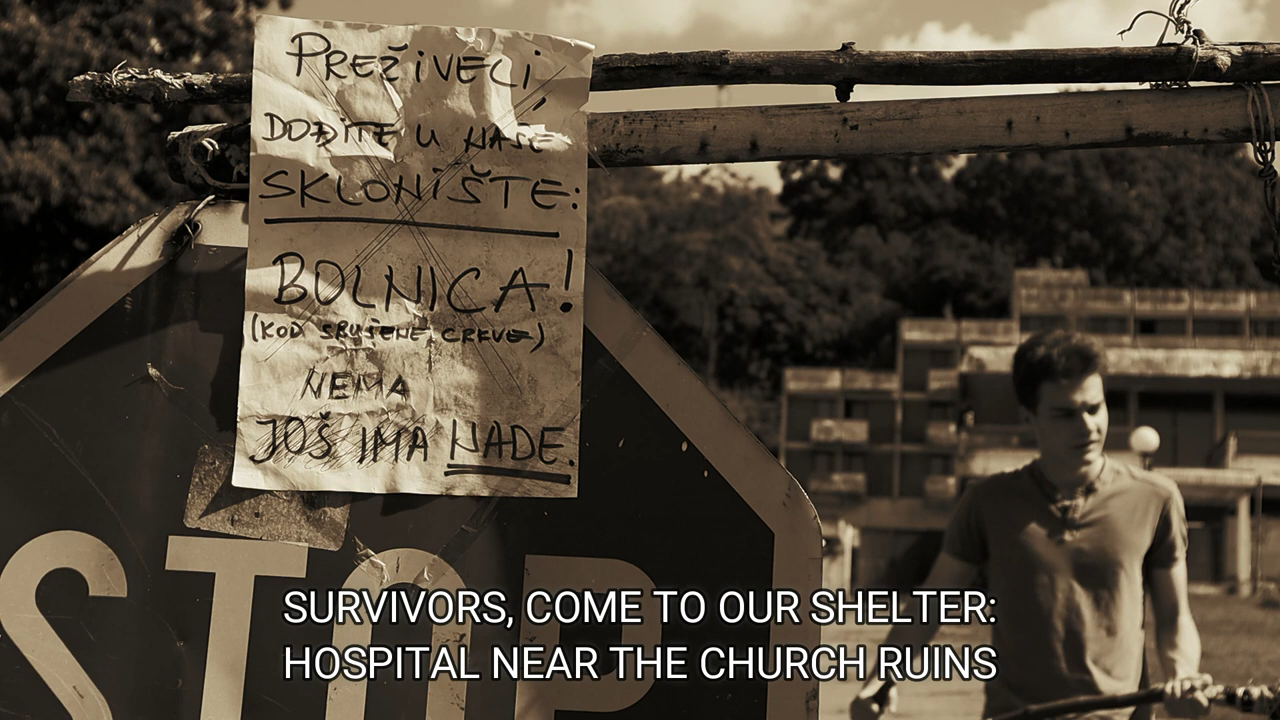 PREŽIVELI,
DOĐITE U NAŠE
SKLONIŠTE:
BOLNICA!
(KOD SRUŠENE CRKVE)
NEMA
JOŠ IMA NADE.
STOP
SURVIVORS, COME TO OUR SHELTER:
HOSPITAL NEAR THE CHURCH RUINS